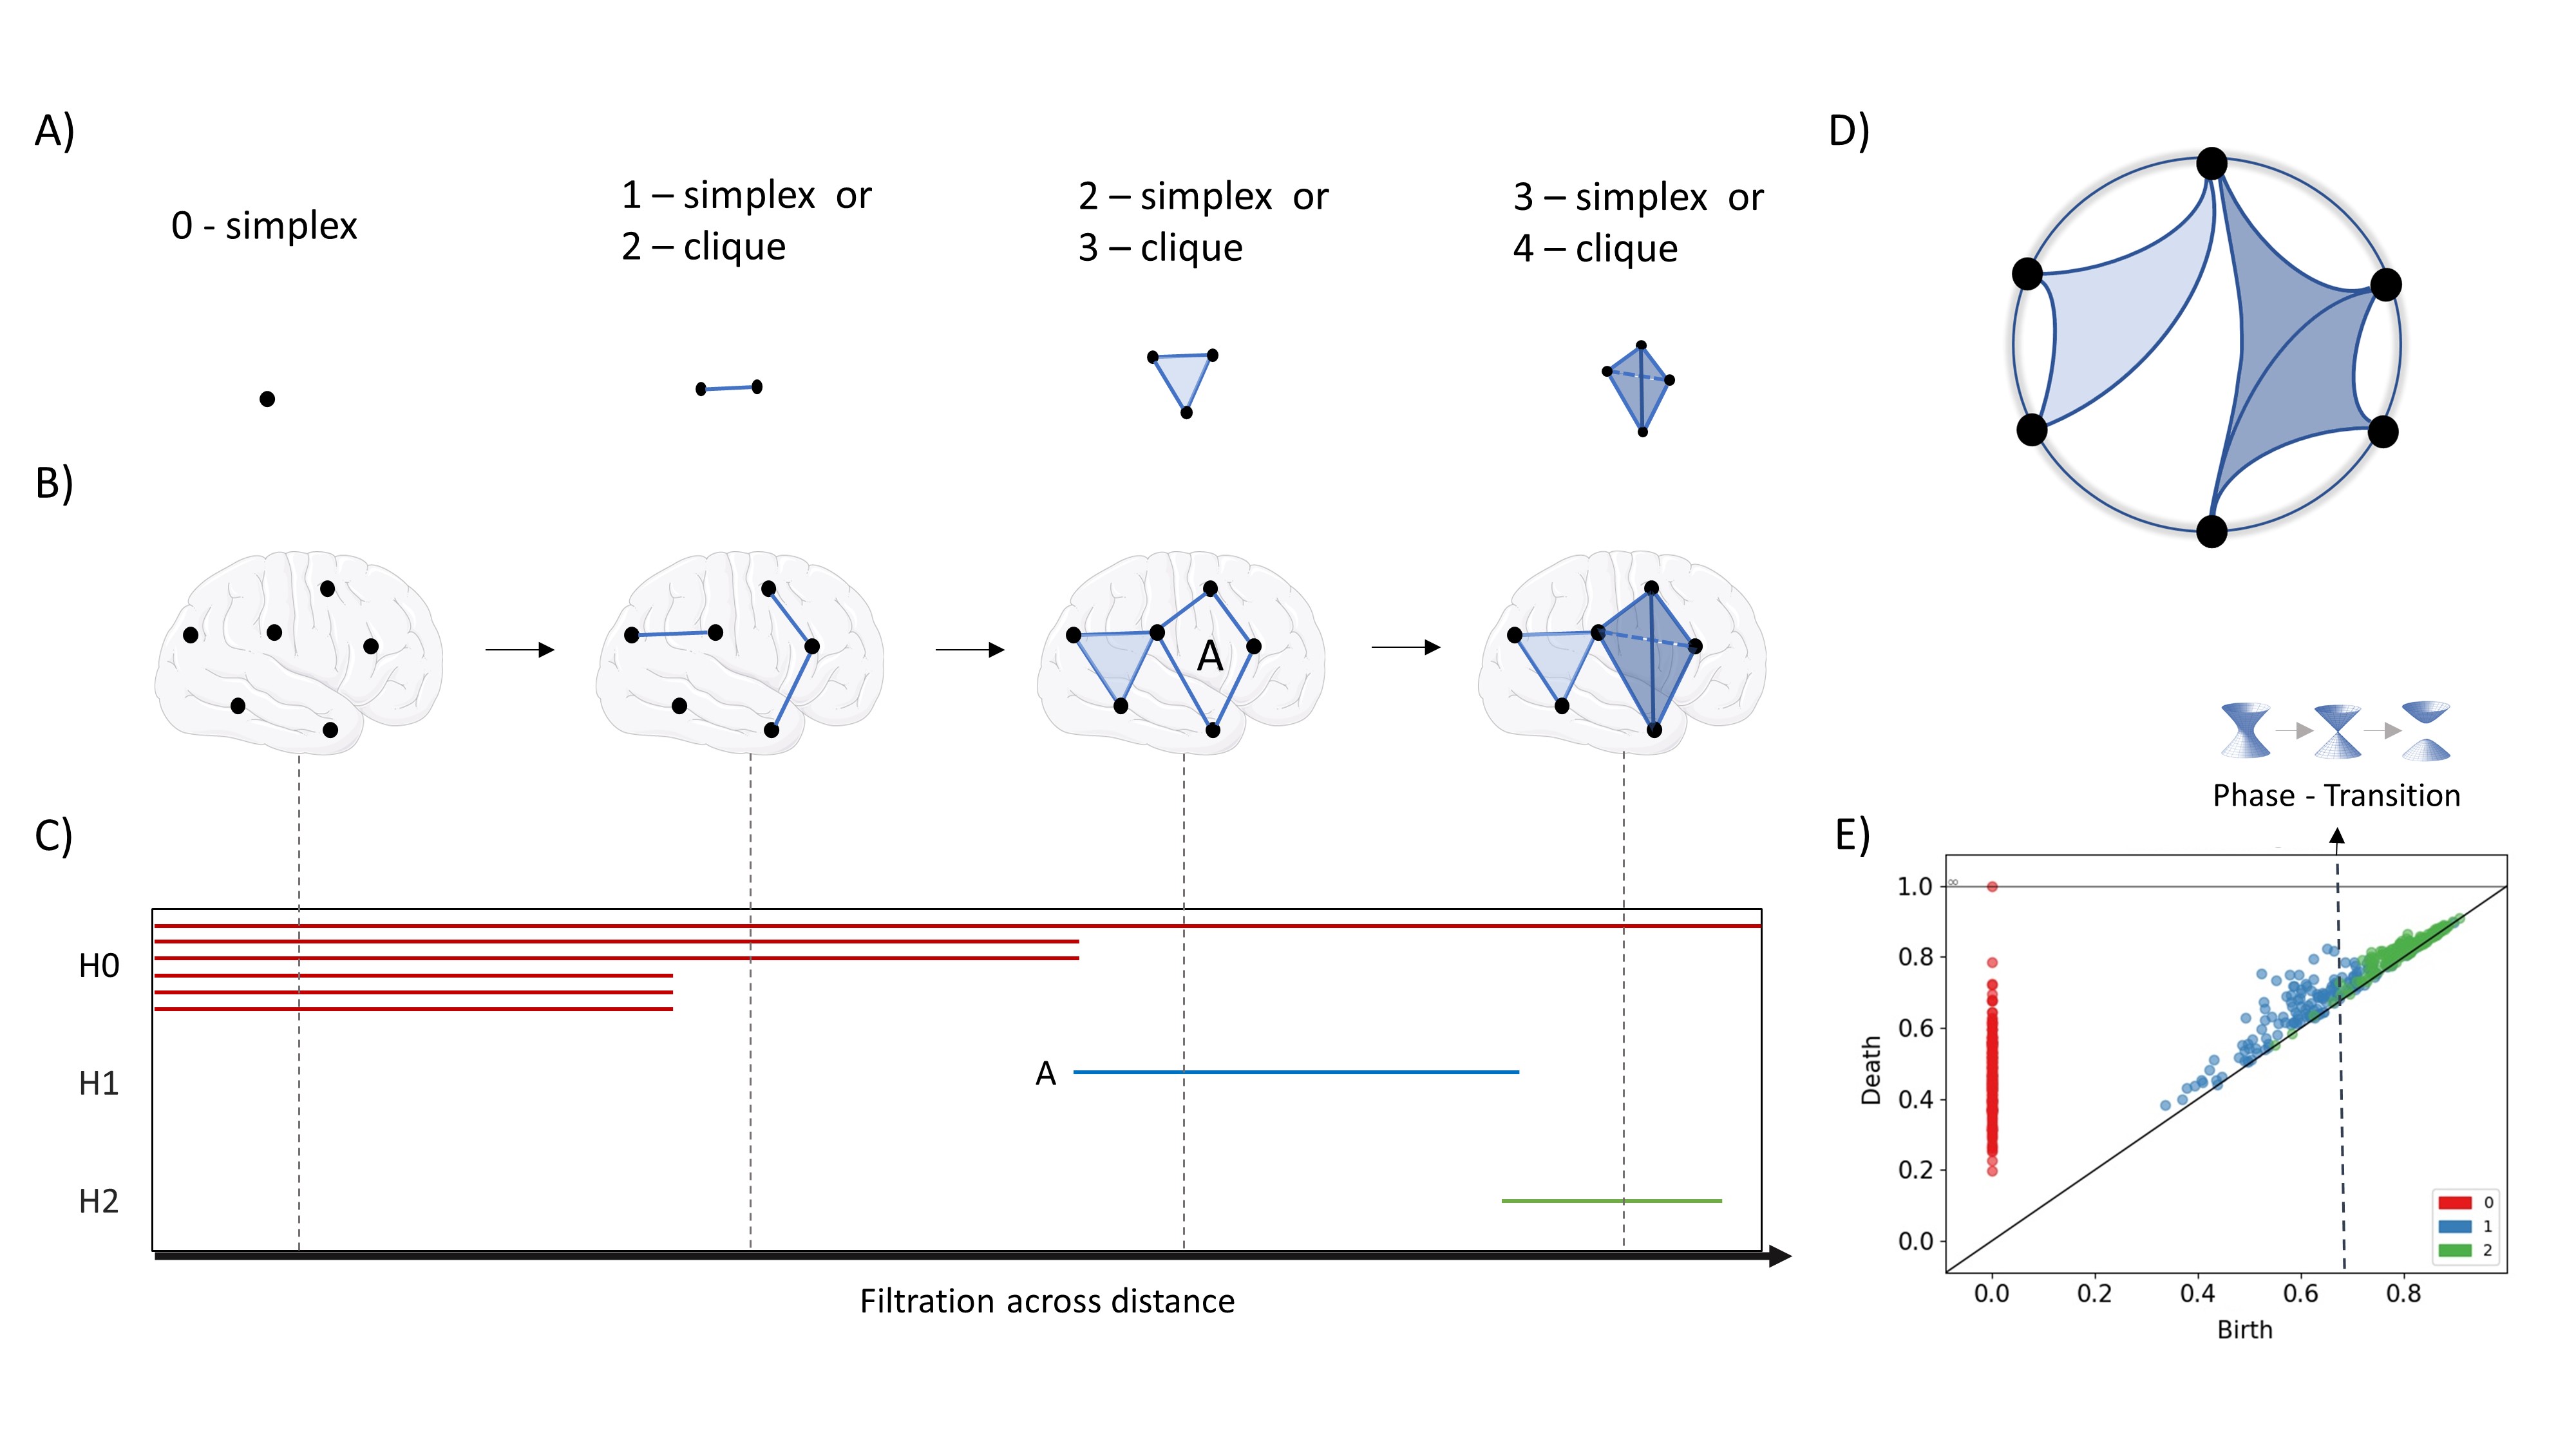 A)
0 - simplex
1 – simplex or
2 – clique
2 – simplex or
3 – clique
3 – simplex or
4 – clique
B)
A
C)
H0
H1
A
H2
Filtration across distance
D)
Phase - Transition
E)
∞
1.0
0.8
0.6
0.4
0.2
0.0
Death
0.0 0.2 0.4 0.6 0.8
Birth
0
1
2